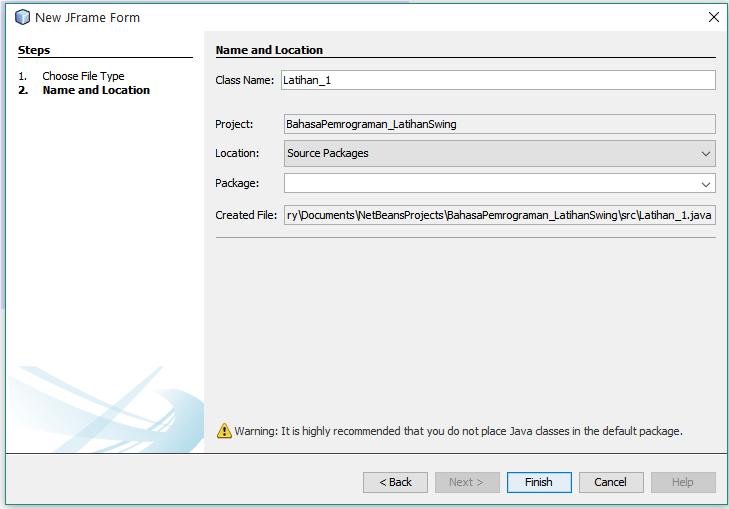 New JFrame Form
Steps
1. Choose File Type
2. Name and Location
Name and Location
Class Name: Latihan_1
Project: BahasaPemrograman_LatihanSwing
Location: Source Packages
Package:
Created File: ry\Documents\NetBeansProjects\BahasaPemrograman_LatihanSwing\src\Latihan_1.java
Warning: It is highly recommended that you do not place Java classes in the default package.
< Back Next > Finish Cancel Help